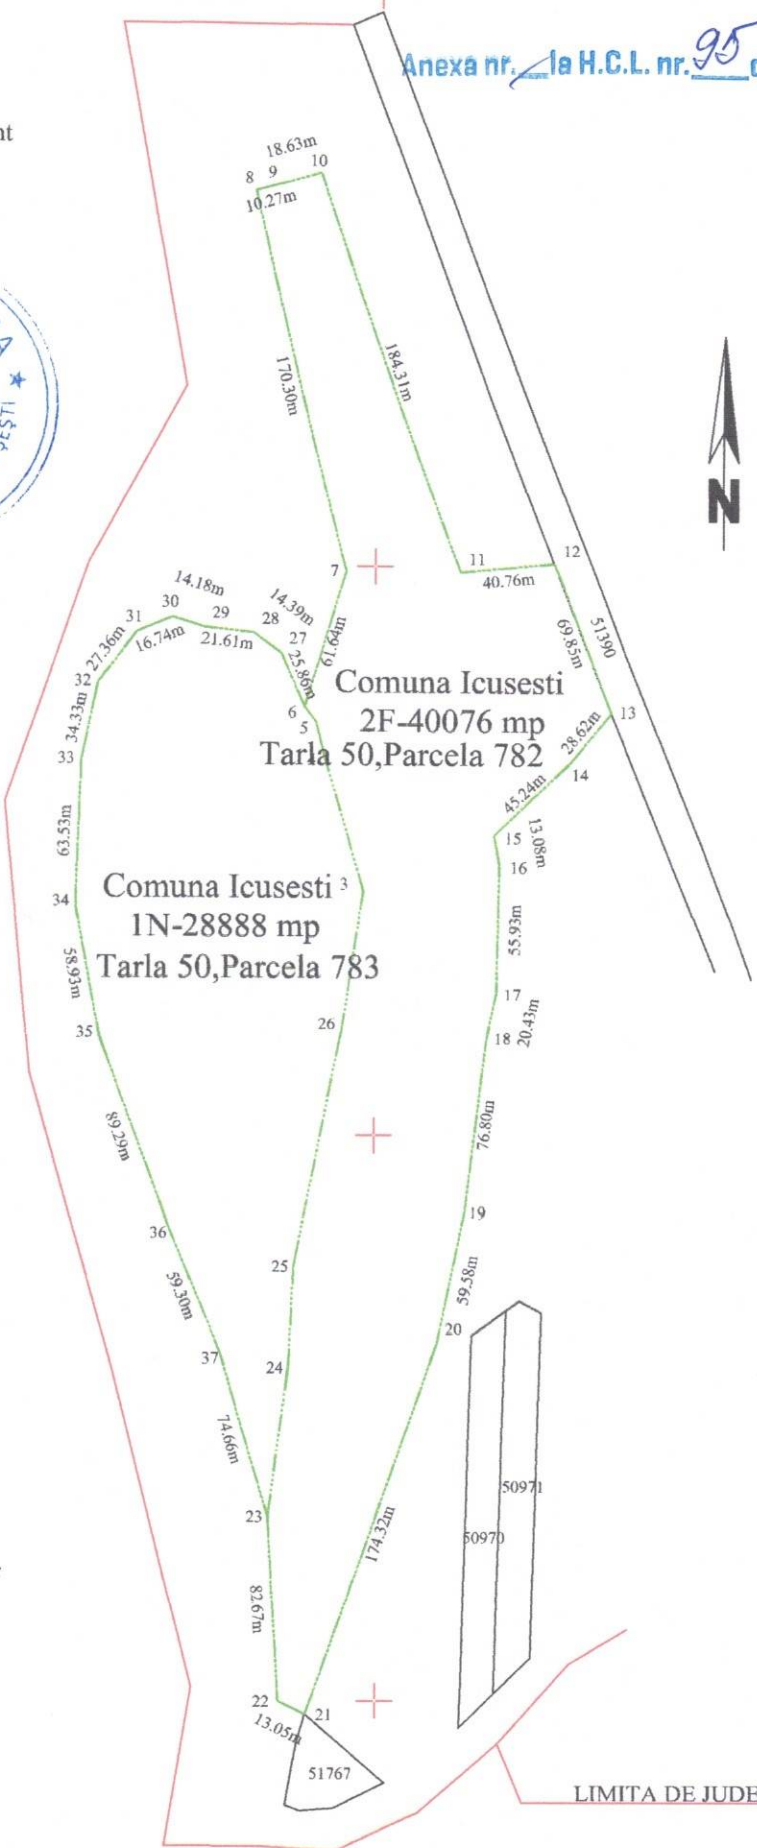 Anexa nr. la H.C.L. nr. 95
nt
18.63m
8 9 10
10.27m
A ★
PEȘTI
170.30m
184.31m
N
7
11
12
40.76m
14.18m
30
14.39m
31
29
28
27
16.74m
21.61m
27.36m
61.64m
25.86m
69.85m
51390
32
34.33m
6
5
Comuna Icusesti
2F-40076 mp
Tarla 50,Parcela 782
13
28.62m
14
33
45.24m
15
13.08m
16
63.53m
34
Comuna Icusesti
3
1N-28888 mp
Tarla 50,Parcela 783
55.93m
58.93m
17
35
26
18
20.43m
89.29m
76.80m
36
19
25
59.30m
59.58m
20
37
24
74.66m
50971
23
174.32m
50970
82.67m
22
21
13.05m
51767
LIMITA DE JUDE